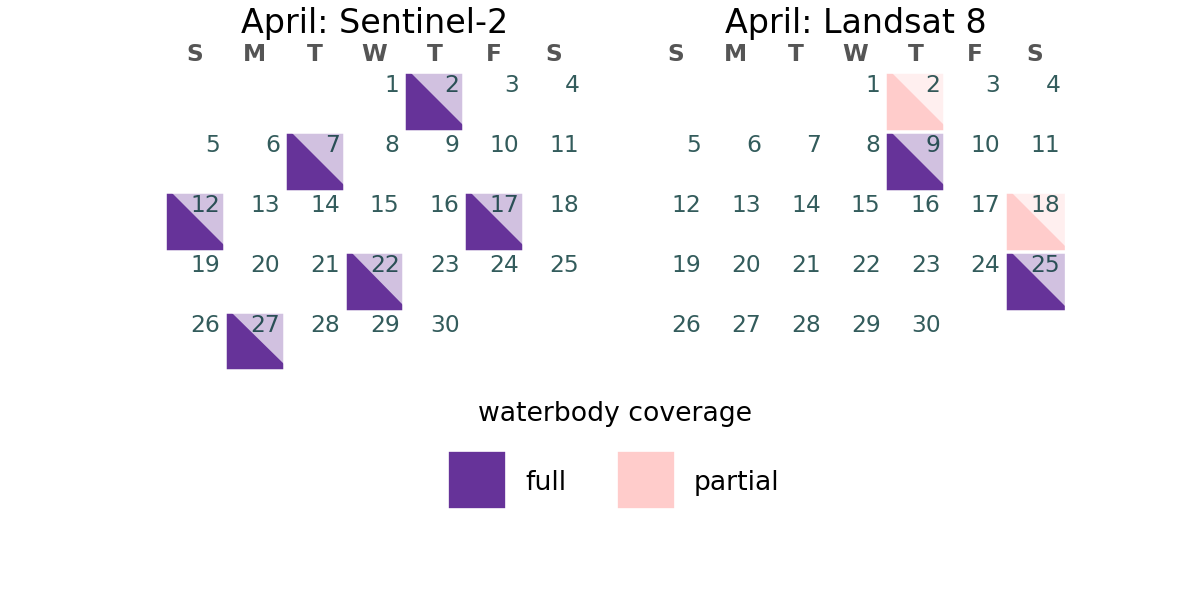 April: Sentinel-2
S M T W T F S
1 2 3 4
5 6 7 8 9 10 11
12 13 14 15 16 17 18
19 20 21 22 23 24 25
26 27 28 29 30
April: Landsat 8
S M T W T F S
1 2 3 4
5 6 7 8 9 10 11
12 13 14 15 16 17 18
19 20 21 22 23 24 25
26 27 28 29 30
waterbody coverage
full
partial